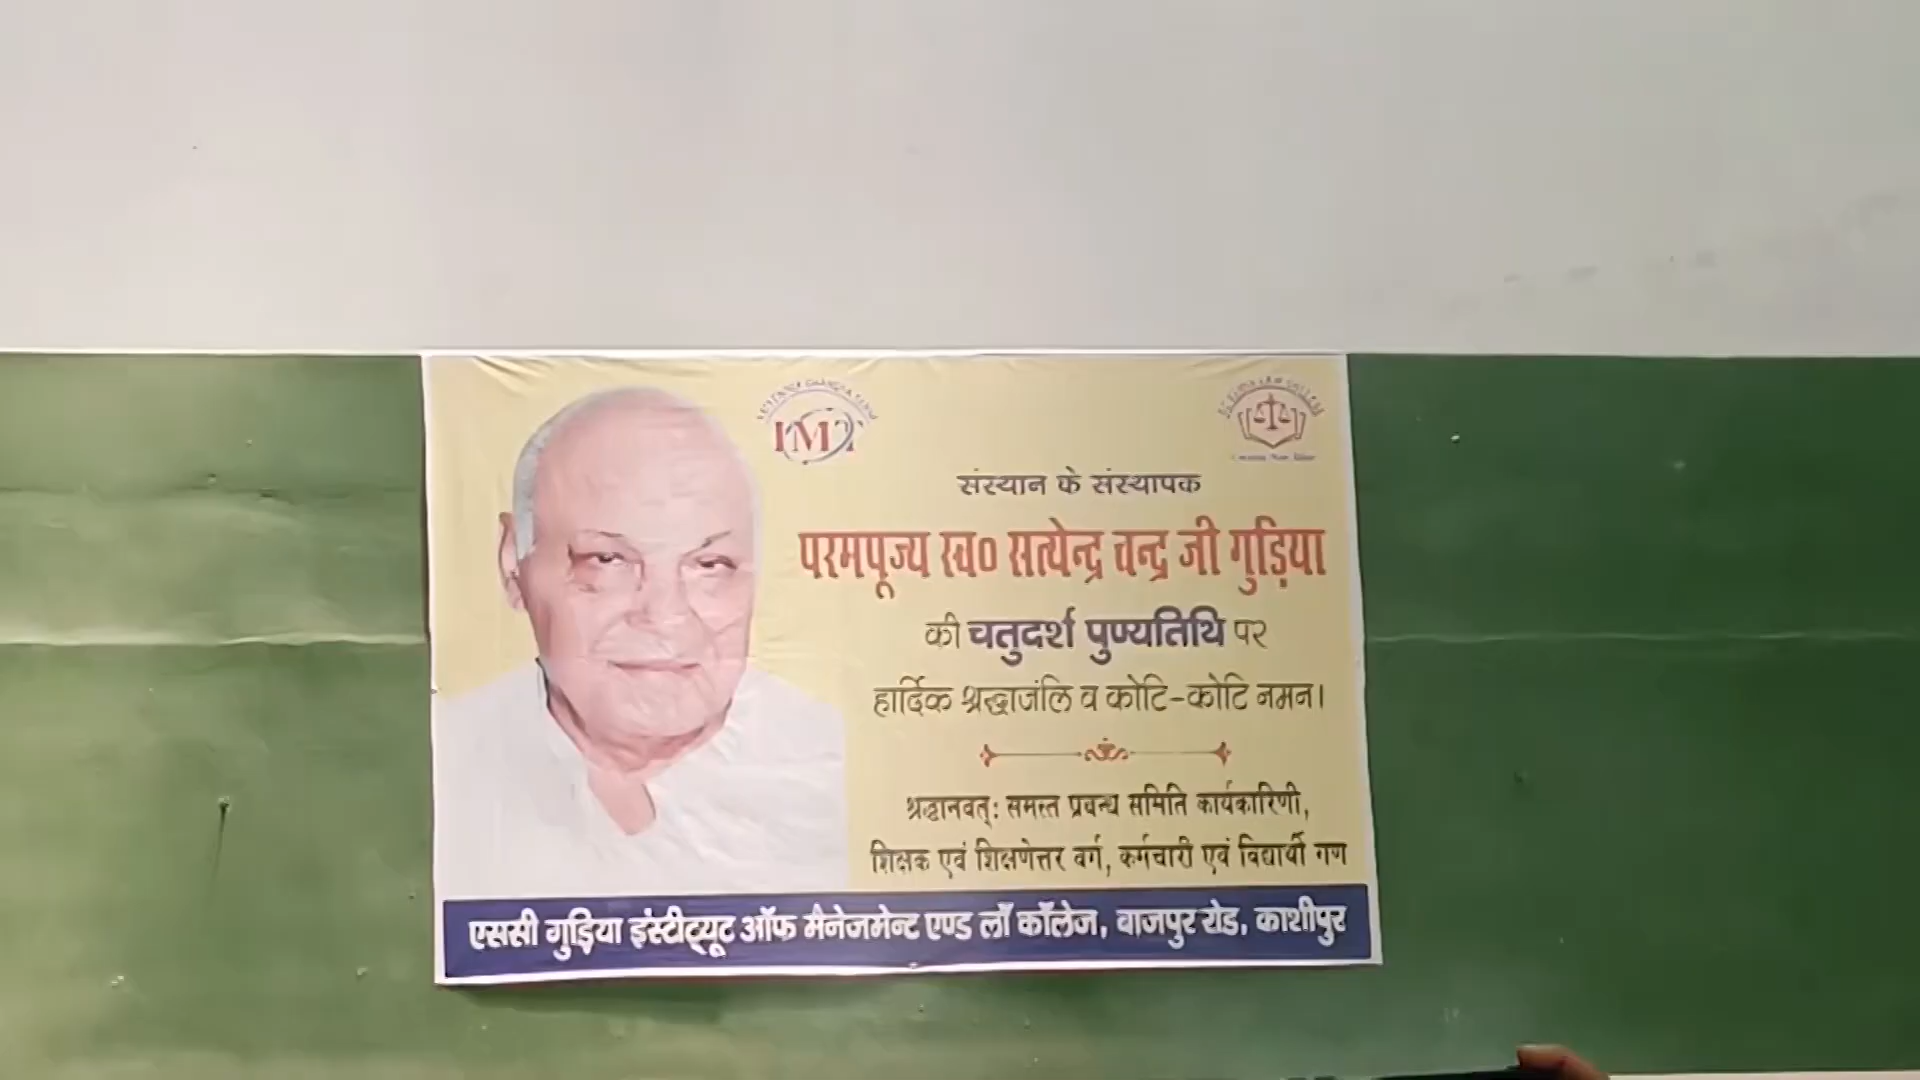 IMT
संस्थान के संस्थापक
परमपूज्य स्व० सत्येन्द्र चन्द्र जी गुड़िया
की चतुदर्श पुण्यतिथि पर
हार्दिक श्रद्धाजंलि व कोटि-कोटि नमन।
श्रद्धानवत्: समस्त प्रबन्ध समिति कार्यकारिणी,
शिक्षक एवं शिक्षणेत्तर वर्ग, कर्मचारी एवं विद्यार्थी गण
एससी गुड़िया इंस्टीट्यूट ऑफ मैनेजमेन्ट एण्ड लॉ कॉलेज, बाजपुर रोड, काशीपुर